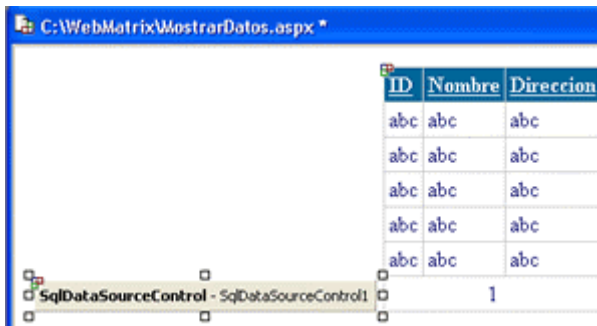 C:\WebMatrix\MostrarDatos.aspx *
ID Nombre Direccion
abc abc abc
abc abc abc
abc abc abc
abc abc abc
abc abc abc
SqlDataSourceControl - SqlDataSourceControl1
1